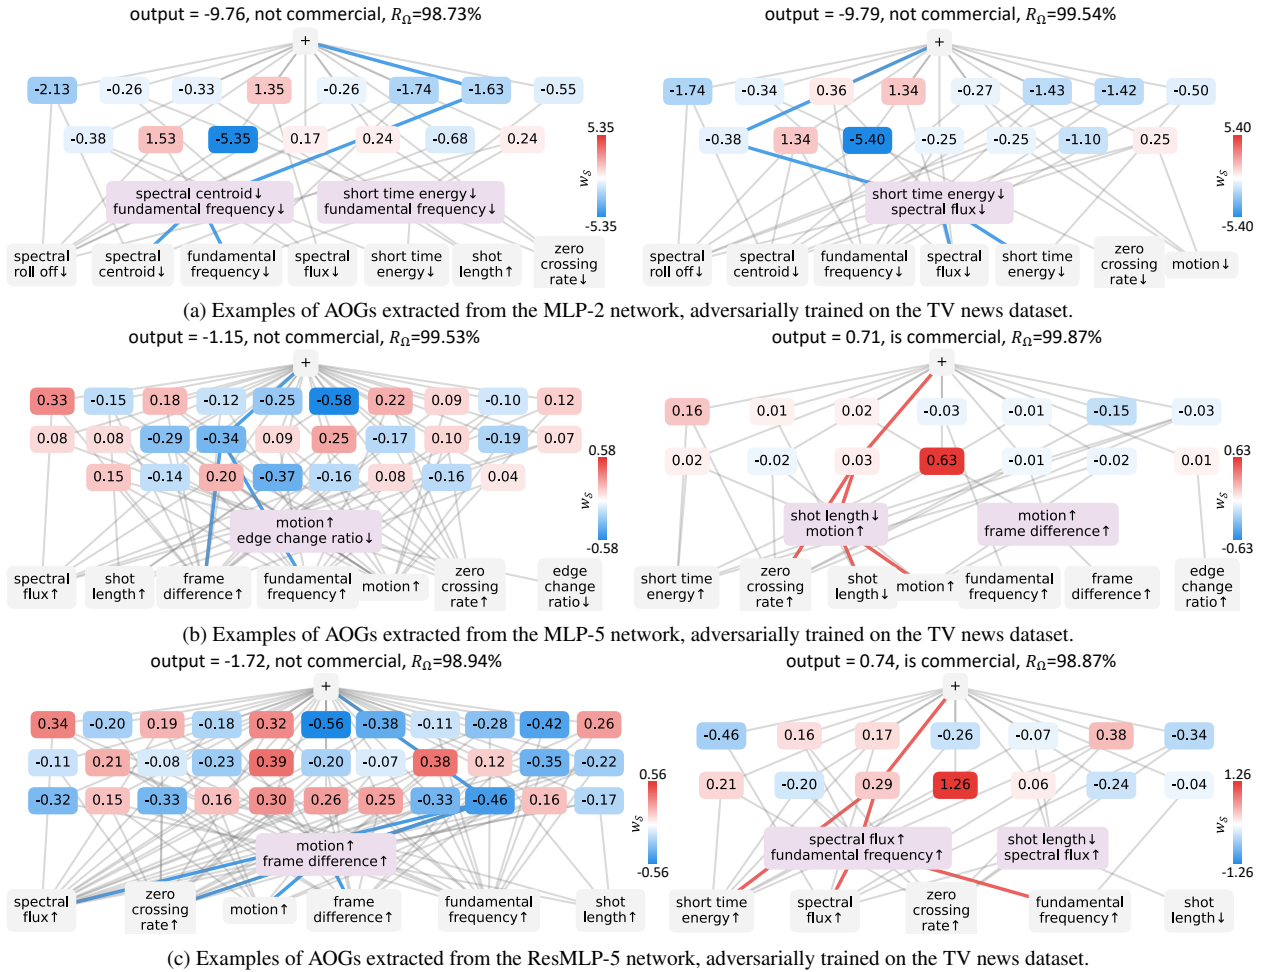 output = -9.76, not commercial, RΩ=98.73%
+
-2.13 -0.26 -0.33 1.35 -0.26 -1.74 -1.63 -0.55
-0.38 1.53 -5.35 0.17 0.24 -0.68 0.24
5.35
wS
-5.35
spectral centroid↓
fundamental frequency↓
short time energy↓
fundamental frequency↓
spectral
roll off↓
spectral
centroid↓
fundamental
frequency↓
spectral
flux↓
short time
energy↓
shot
length↑
zero
crossing
rate↓
output = -9.79, not commercial, RΩ=99.54%
+
-1.74 -0.34 0.36 1.34 -0.27 -1.43 -1.42 -0.50
-0.38 1.34 -5.40 -0.25 -0.25 -1.10 0.25
5.40
wS
-5.40
short time energy↓
spectral flux↓
spectral
roll off↓
spectral
centroid↓
fundamental
frequency↓
spectral
flux↓
short time
energy↓
zero
crossing
rate↓
motion↓
(a) Examples of AOGs extracted from the MLP-2 network, adversarially trained on the TV news dataset.
output = -1.15, not commercial, RΩ=99.53%
+
0.33 -0.15 0.18 -0.12 -0.25 -0.58 0.22 0.09 -0.10 0.12
0.08 0.08 -0.29 -0.34 0.09 0.25 -0.17 0.10 -0.19 0.07
0.15 -0.14 0.20 -0.37 -0.16 0.08 -0.16 0.04
0.58
wS
-0.58
motion↑
edge change ratio↓
spectral
flux↑
shot
length↑
frame
difference↑
fundamental
frequency↑
motion↑
zero
crossing
rate↑
edge
change
ratio↓
output = 0.71, is commercial, RΩ=99.87%
+
0.16 0.01 0.02 -0.03 -0.01 -0.15 -0.03
0.02 -0.02 0.03 0.63 -0.01 -0.02 0.01
0.63
wS
-0.63
shot length↓
motion↑
motion↑
frame difference↑
short time
energy↑
zero
crossing
rate↑
shot
length↓
motion↑
fundamental
frequency↑
frame
difference↑
edge
change
ratio↑
(b) Examples of AOGs extracted from the MLP-5 network, adversarially trained on the TV news dataset.
output = -1.72, not commercial, RΩ=98.94%
+
0.34 -0.20 0.19 -0.18 0.32 -0.56 -0.38 -0.11 -0.28 -0.42 0.26
-0.11 0.21 -0.08 -0.23 0.39 -0.20 -0.07 0.38 0.12 -0.35 -0.22
-0.32 0.15 -0.33 0.16 0.30 0.26 0.25 -0.33 -0.46 0.16 -0.17
0.56
wS
-0.56
motion↑
frame difference↑
spectral
flux↑
zero
crossing
rate↑
motion↑
frame
difference↑
fundamental
frequency↑
shot
length↑
output = 0.74, is commercial, RΩ=98.87%
+
-0.46 0.16 0.17 -0.26 -0.07 0.38 -0.34
0.21 -0.20 0.29 1.26 0.06 -0.24 -0.04
1.26
wS
-1.26
spectral flux↑
fundamental frequency↑
shot length↓
spectral flux↑
short time
energy↑
spectral
flux↑
zero
crossing
rate↑
fundamental
frequency↑
shot
length↓
(c) Examples of AOGs extracted from the ResMLP-5 network, adversarially trained on the TV news dataset.